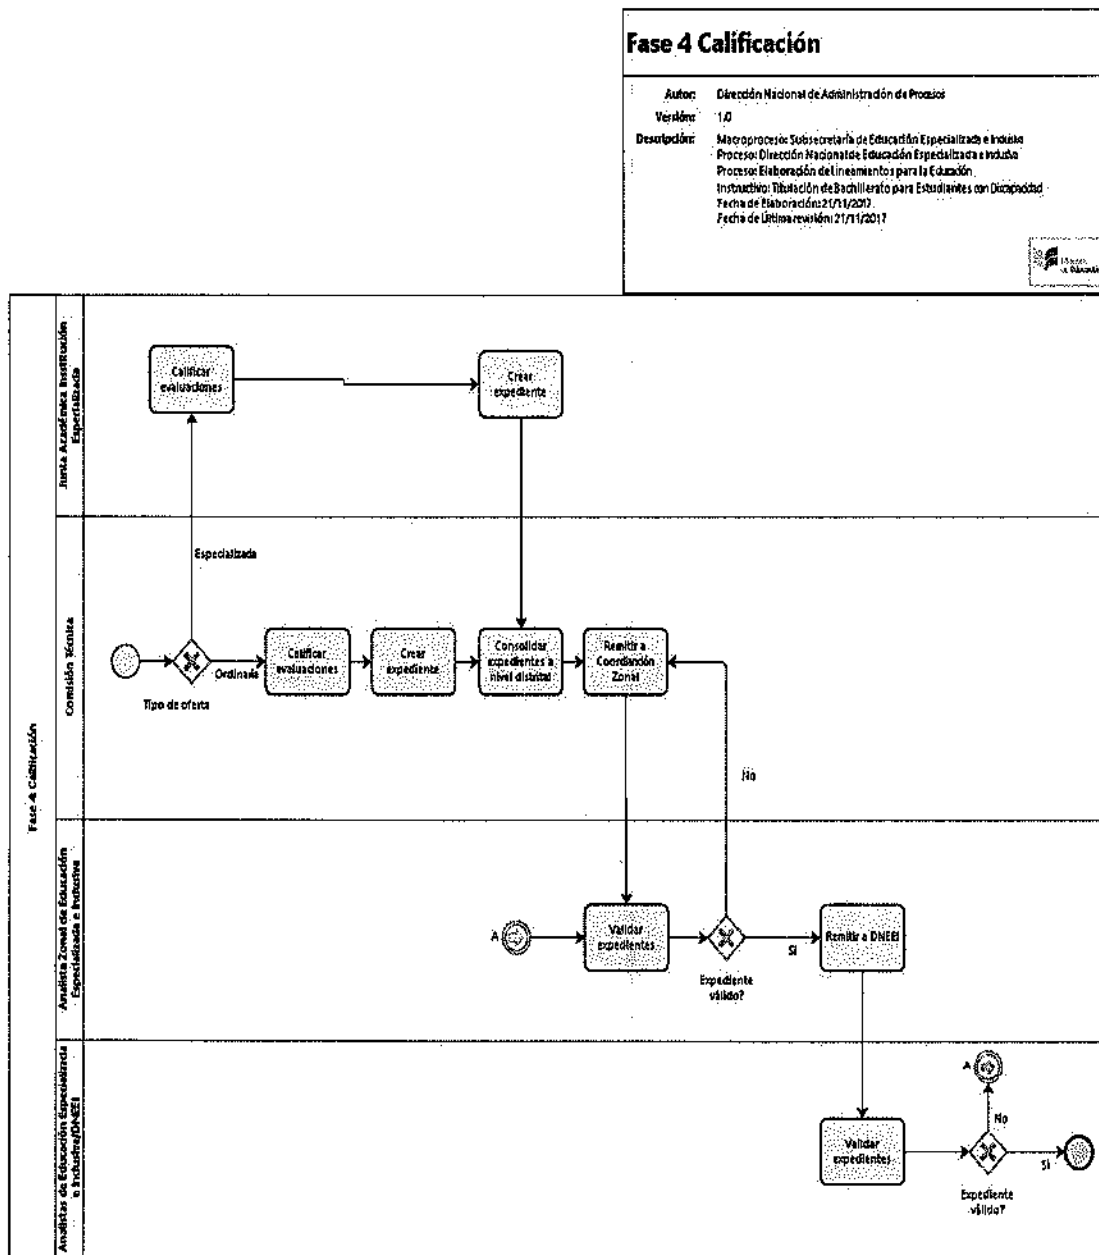 Fase 4 Calificación
Autor: Dirección Nacional de Administración de Procesos
Versión: 1.0
Descripción: Macroproceso: Subsecretaría de Educación Especializada e Inclusiva
Proceso: Dirección Nacional de Educación Especializada e Inclusiva
Proceso: Elaboración de Lineamientos para la Educación
Instructivo: Titulación de Bachillerato para Estudiantes con Discapacidad
Fecha de Elaboración: 21/11/2017
Fecha de Última revisión: 21/11/2017
Ministerio
de Educación
Fase 4: Calificación
Junta Académica Institución
Especializada
Calificar
evaluaciones
Crear
expediente
Comisión Técnica
Especializada
Tipo de oferta
Ordinaria
Calificar
evaluaciones
Crear
expediente
Consolidar
expedientes a
nivel distrital
Remitir a
Coordianción
Zonal
No
Analista Zonal de Educación
Especializada e Inclusiva
A
Validar
expedientes
Expediente
válido?
Si
Remitir a DNEEI
Analistas de Educación Especializada
e Inclusiva/DNEEI
Validar
expedientes
A
No
Expediente
válido?
Si